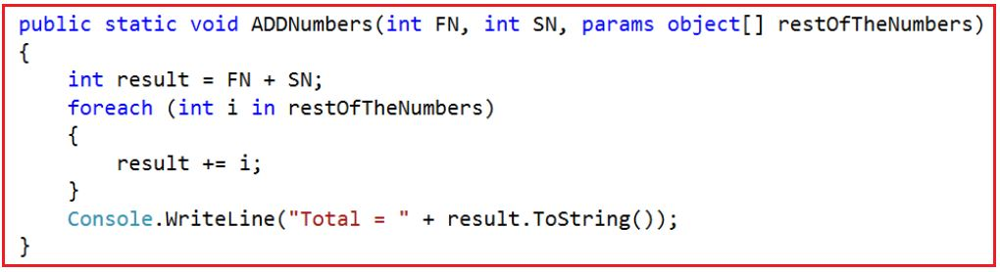 public static void ADDNumbers(int FN, int SN, params object[] restOfTheNumbers)
{
    int result = FN + SN;
    foreach (int i in restOfTheNumbers)
    {
        result += i;
    }
    Console.WriteLine("Total = " + result.ToString());
}